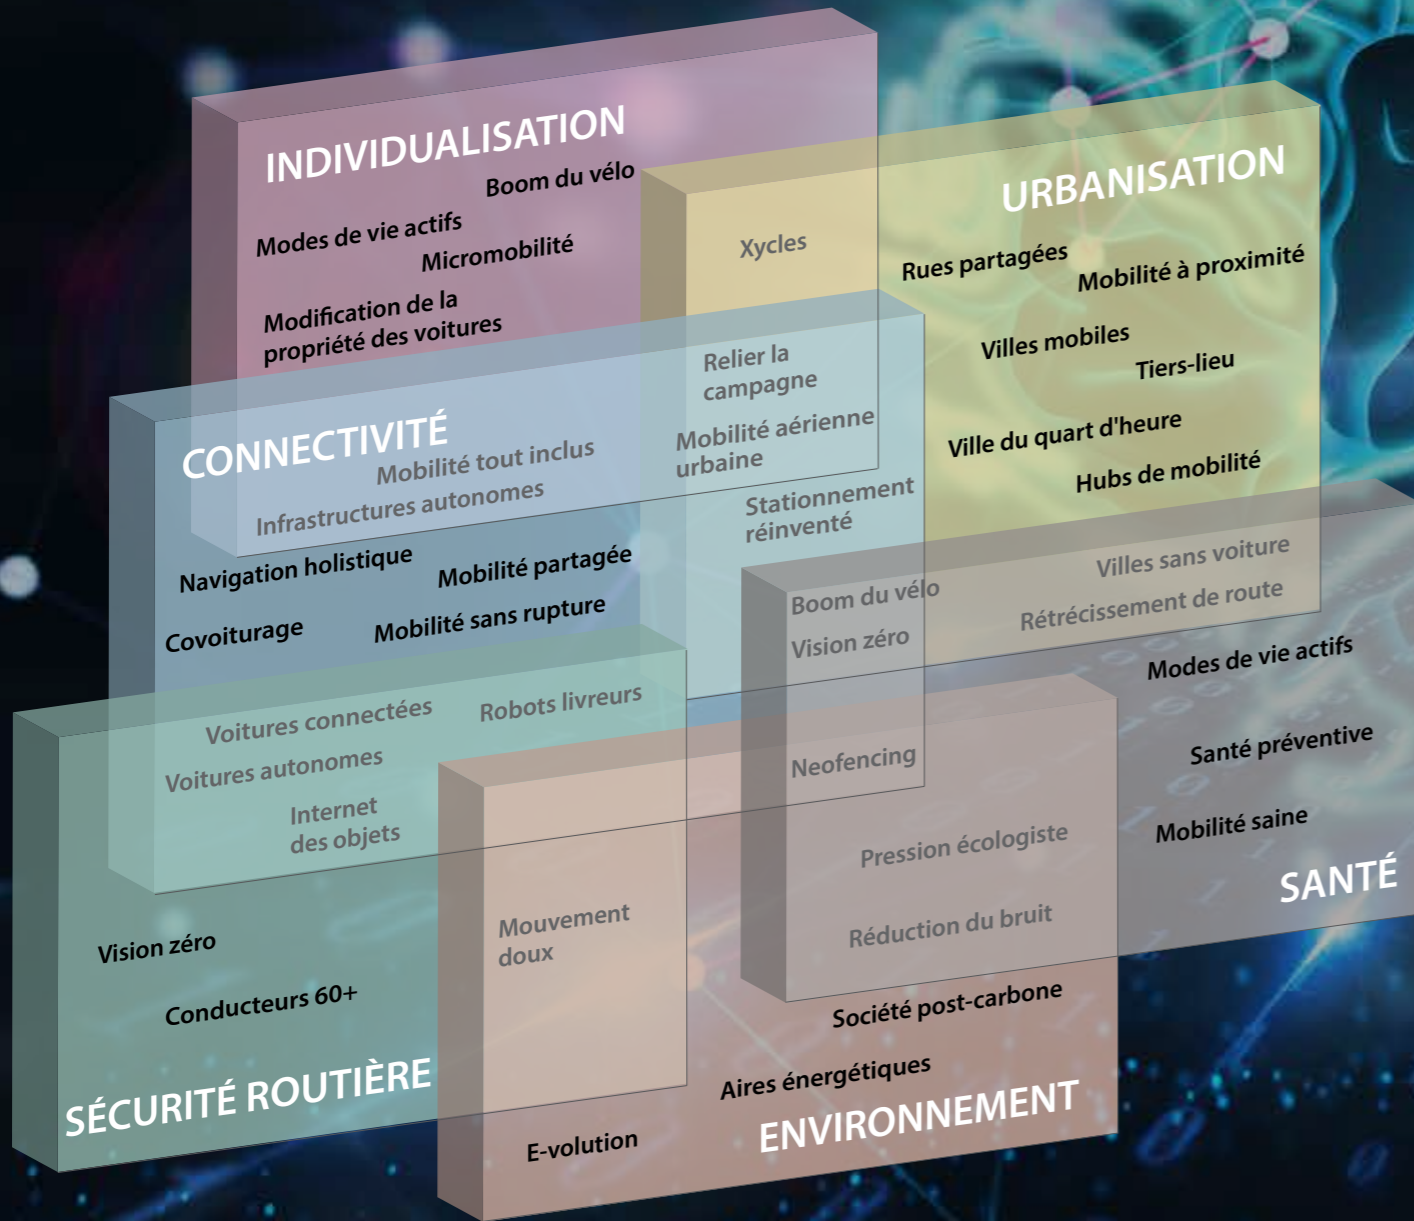 INDIVIDUALISATION
Boom du vélo
Modes de vie actifs
Micromobilité
Modification de la
propriété des voitures
URBANISATION
Xycles
Rues partagées
Mobilité à proximité
Villes mobiles
Tiers-lieu
Ville du quart d'heure
Hubs de mobilité
Relier la
campagne
Mobilité aérienne
urbaine
Stationnement
réinventé
CONNECTIVITÉ
Mobilité tout inclus
Infrastructures autonomes
Navigation holistique
Mobilité partagée
Covoiturage
Mobilité sans rupture
Villes sans voiture
Boom du vélo
Rétrécissement de route
Vision zéro
Modes de vie actifs
Santé préventive
Neofencing
Mobilité saine
Pression écologiste
SANTÉ
Réduction du bruit
Voitures connectées
Robots livreurs
Voitures autonomes
Internet
des objets
Mouvement
doux
Vision zéro
Conducteurs 60+
SÉCURITÉ ROUTIÈRE
Société post-carbone
Aires énergétiques
ENVIRONNEMENT
E-volution